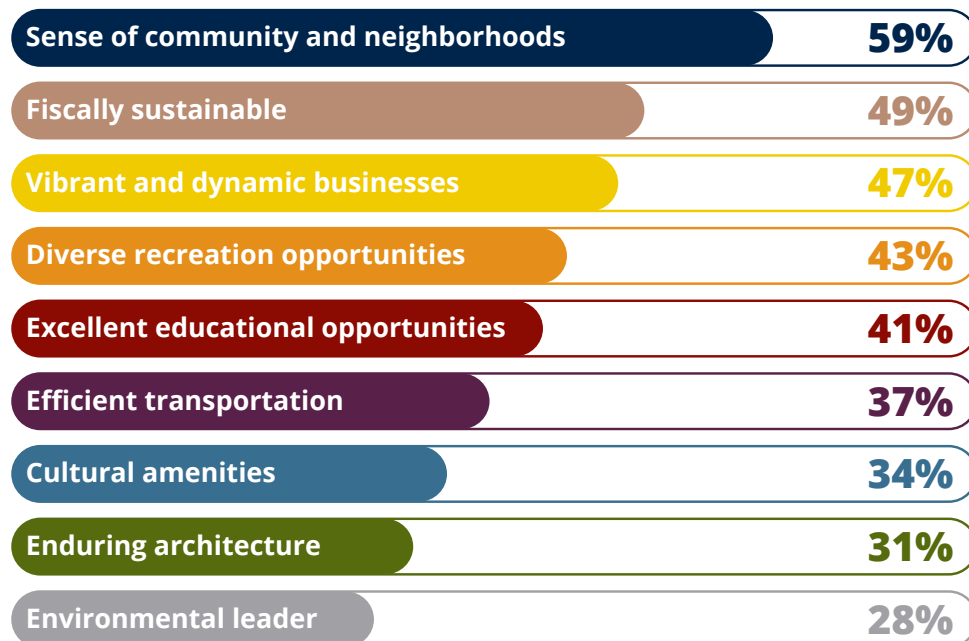 Sense of community and neighborhoods 59%
Fiscally sustainable 49%
Vibrant and dynamic businesses 47%
Diverse recreation opportunities 43%
Excellent educational opportunities 41%
Efficient transportation 37%
Cultural amenities 34%
Enduring architecture 31%
Environmental leader 28%